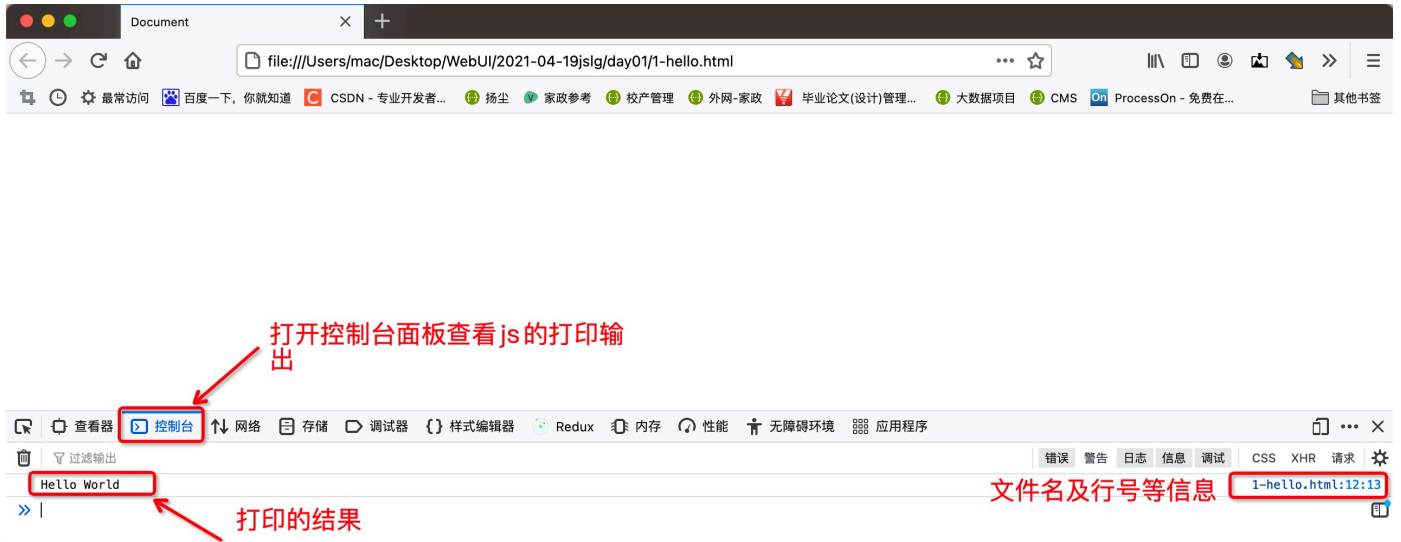 Document
file:///Users/mac/Desktop/WebUI/2021-04-19jslg/day01/1-hello.html
最常访问 百度一下，你就知道 CSDN - 专业开发者... 扬尘 家政参考 校产管理 外网-家政 毕业论文(设计)管理... 大数据项目 CMS On ProcessOn - 免费在... 其他书签
打开控制台面板查看js的打印输
出
查看器 控制台 网络 存储 调试器 {} 样式编辑器 Redux 内存 性能 无障碍环境 应用程序
过滤输出 错误 警告 日志 信息 调试 CSS XHR 请求
Hello World 文件名及行号等信息 1-hello.html:12:13
打印的结果